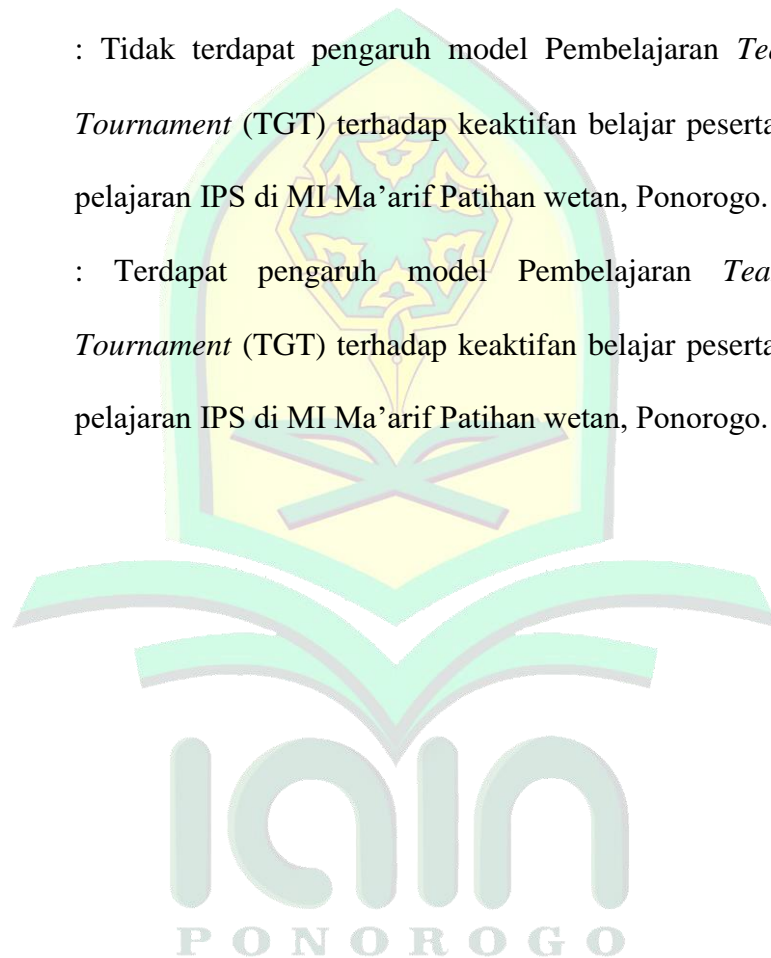 : Tidak terdapat pengaruh model Pembelajaran
Tournament (TGT) terhadap keaktifan belajar peserta
pelajaran IPS di MI Ma’arif Patihan wetan, Ponorogo.
: Terdapat pengaruh model Pembelajaran
Tournament (TGT) terhadap keaktifan belajar peserta
pelajaran IPS di MI Ma’arif Patihan wetan, Ponorogo.
iain
PONOROGO